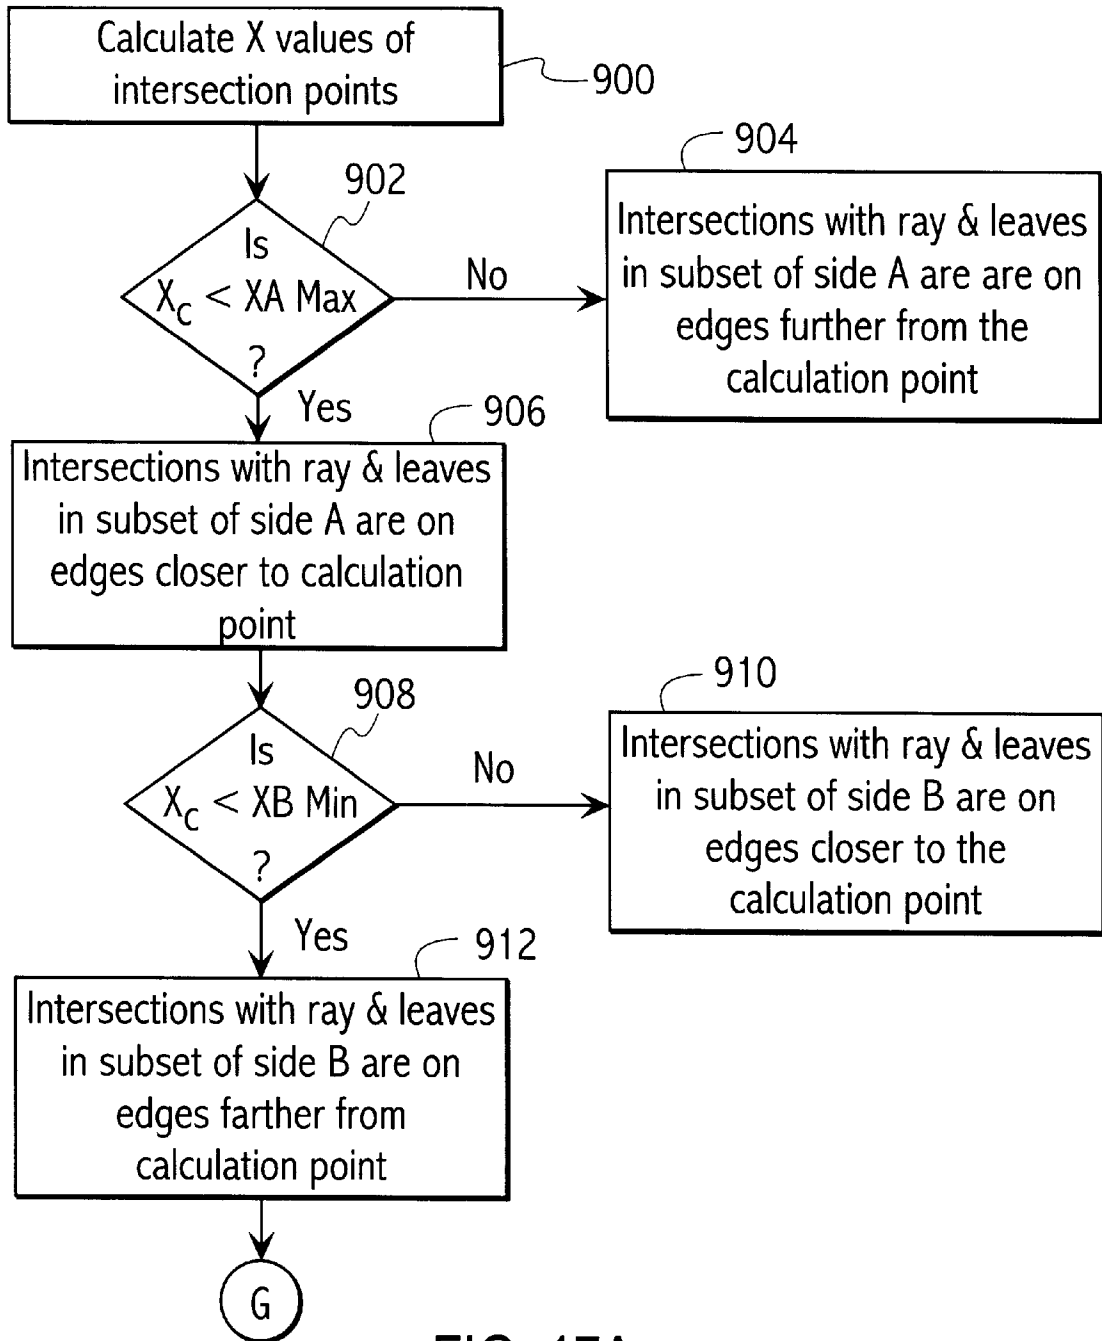 Calculate X values of
intersection points
900
902
Is
Xc < XA Max
?
No
904
Intersections with ray & leaves
in subset of side A are are on
edges further from the
calculation point
Yes
906
Intersections with ray & leaves
in subset of side A are on
edges closer to calculation
point
908
Is
Xc < XB Min
?
No
910
Intersections with ray & leaves
in subset of side B are on
edges closer to the
calculation point
Yes
912
Intersections with ray & leaves
in subset of side B are on
edges farther from
calculation point
G